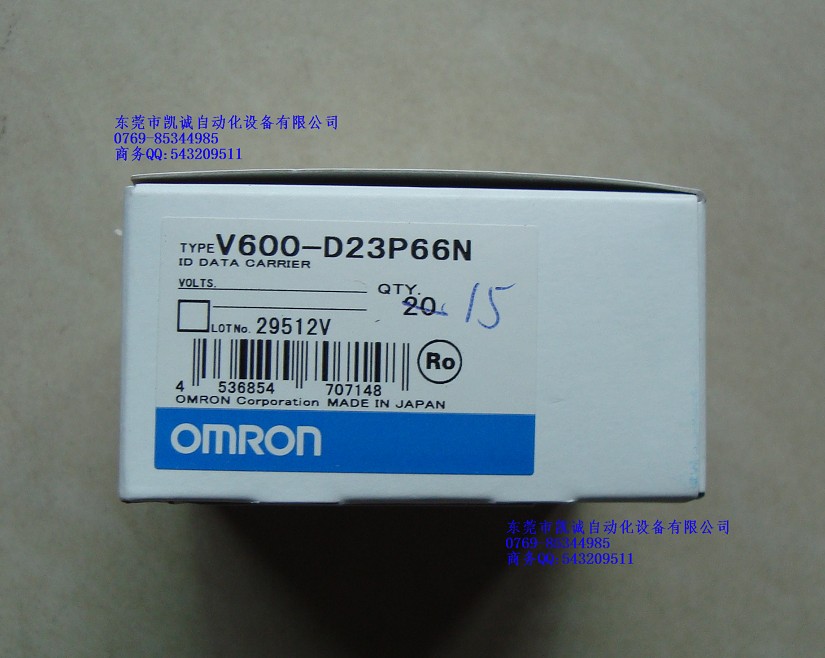 东莞市凯诚自动化设备有限公司
0769-85344985
商务QQ:543209511
TYPE V600-D23P66N
ID DATA CARRIER
VOLTS.
QTY.
20 15
LOT No. 29512V
Ro
4 536854 707148
OMRON Corporation MADE IN JAPAN
OMRON
东莞市凯诚自动化设备有限公司
0769-85344985
商务QQ:543209511